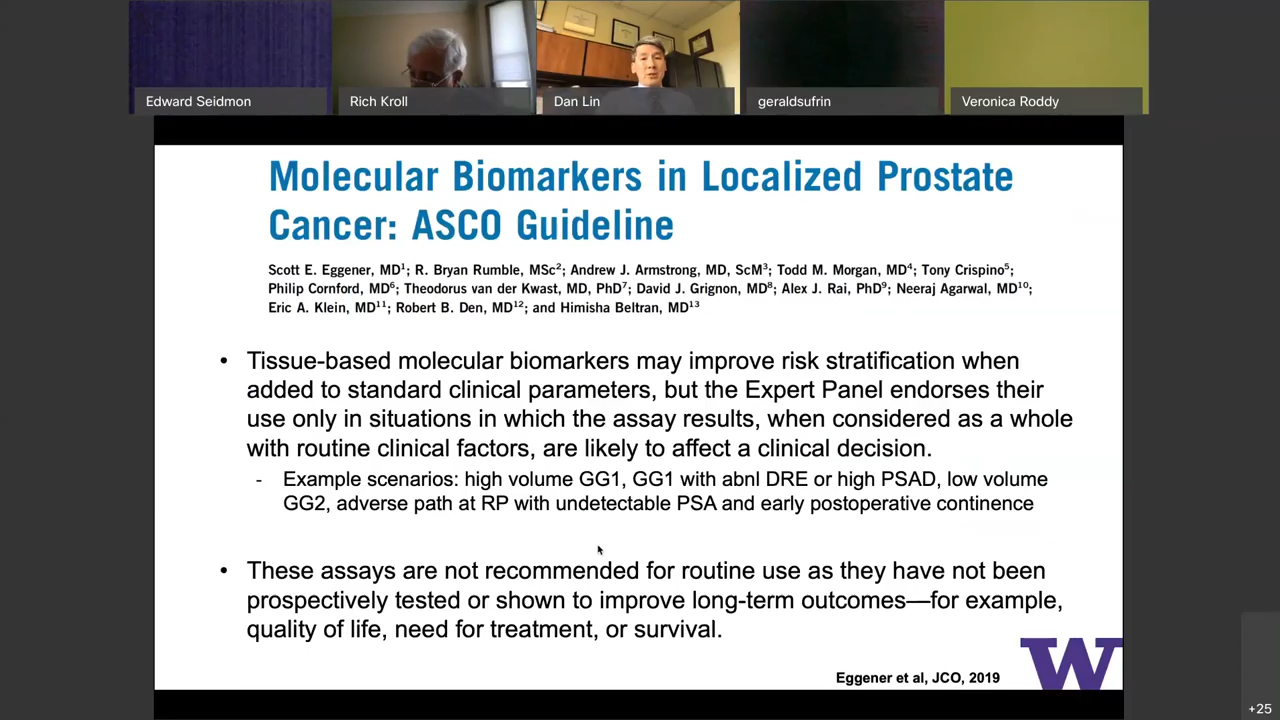 Edward Seidmon
Rich Kroll
Dan Lin
geraldsufrin
Veronica Roddy
Molecular Biomarkers in Localized Prostate
Cancer: ASCO Guideline
Scott E. Eggener, MD1; R. Bryan Rumble, MSc2; Andrew J. Armstrong, MD, ScM3; Todd M. Morgan, MD4; Tony Crispino5;
Philip Cornford, MD6; Theodorus van der Kwast, MD, PhD7; David J. Grignon, MD8; Alex J. Rai, PhD9; Neeraj Agarwal, MD10;
Eric A. Klein, MD11; Robert B. Den, MD12; and Himisha Beltran, MD13
• Tissue-based molecular biomarkers may improve risk stratification when
added to standard clinical parameters, but the Expert Panel endorses their
use only in situations in which the assay results, when considered as a whole
with routine clinical factors, are likely to affect a clinical decision.
- Example scenarios: high volume GG1, GG1 with abnl DRE or high PSAD, low volume
GG2, adverse path at RP with undetectable PSA and early postoperative continence
• These assays are not recommended for routine use as they have not been
prospectively tested or shown to improve long-term outcomes—for example,
quality of life, need for treatment, or survival.
Eggener et al, JCO, 2019
W
+25